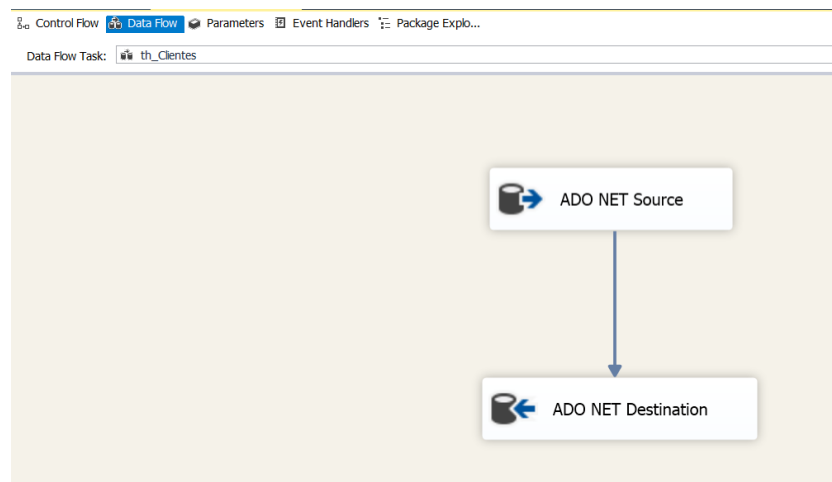 Control Flow Data Flow Parameters Event Handlers Package Explo...
Data Flow Task: th_Clientes
ADO NET Source
ADO NET Destination